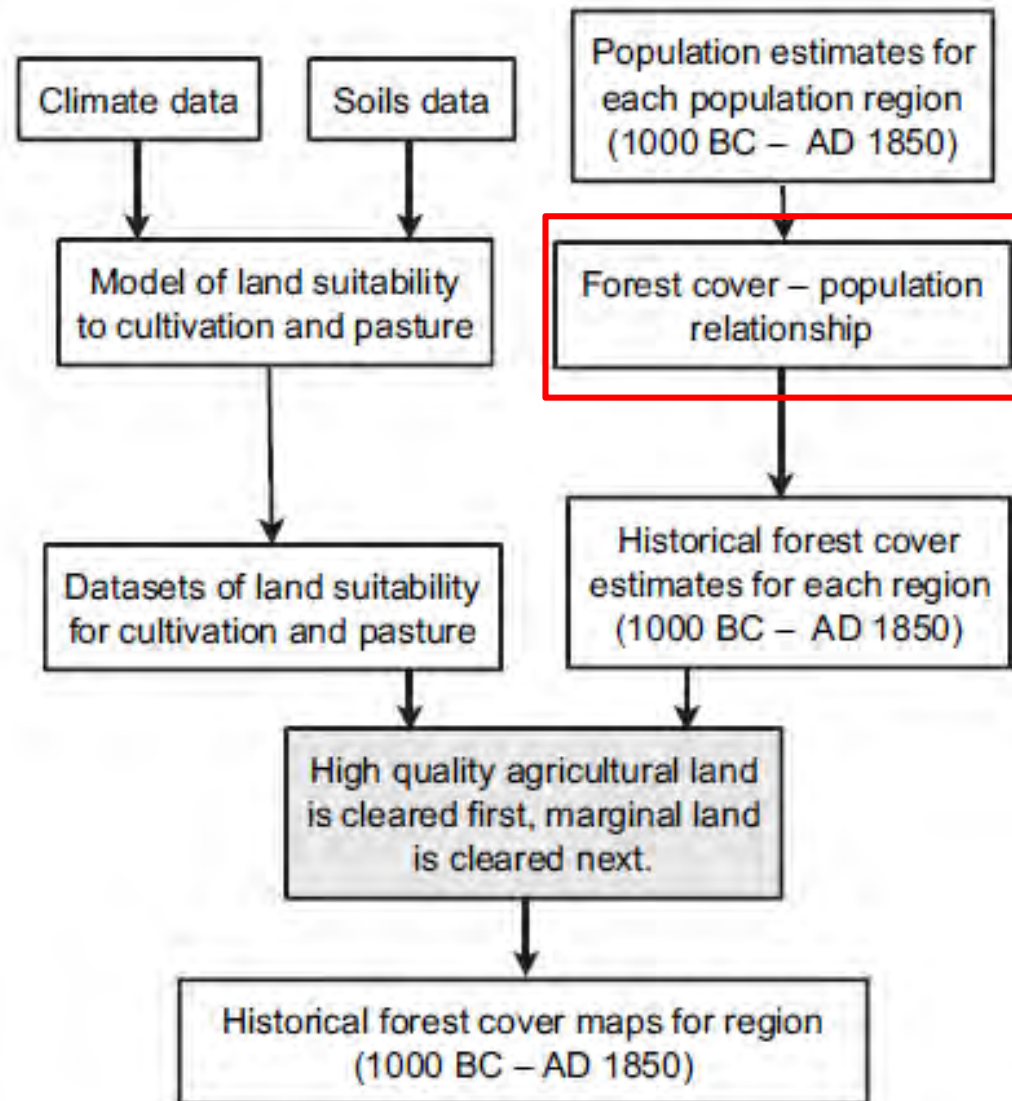 Climate data
Soils data
Population estimates for
each population region
(1000 BC – AD 1850)
Model of land suitability
to cultivation and pasture
Forest cover – population
relationship
Datasets of land suitability
for cultivation and pasture
Historical forest cover
estimates for each region
(1000 BC – AD 1850)
High quality agricultural land
is cleared first, marginal land
is cleared next.
Historical forest cover maps for region
(1000 BC – AD 1850)